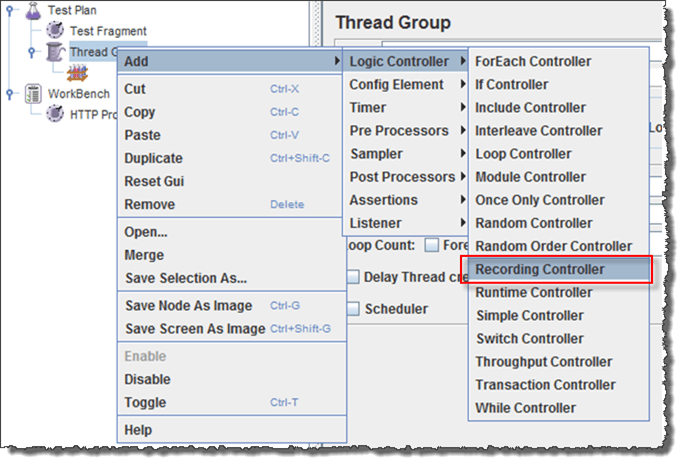 Test Plan
Test Fragment
Thread G
WorkBench
HTTP Pro
Thread Group
Add
Cut Ctrl-X
Copy Ctrl-C
Paste Ctrl-V
Duplicate Ctrl+Shift-C
Reset Gui
Remove Delete
Open...
Merge
Save Selection As...
Save Node As Image Ctrl-G
Save Screen As Image Ctrl+Shift-G
Enable
Disable
Toggle Ctrl-T
Help
Logic Controller
Config Element
Timer
Pre Processors
Sampler
Post Processors
Assertions
Listener
ForEach Controller
If Controller
Include Controller
Interleave Controller
Loop Controller
Module Controller
Once Only Controller
Random Controller
Random Order Controller
Recording Controller
Runtime Controller
Simple Controller
Switch Controller
Throughput Controller
Transaction Controller
While Controller
Loop Count: Fore
Delay Thread cre
Scheduler